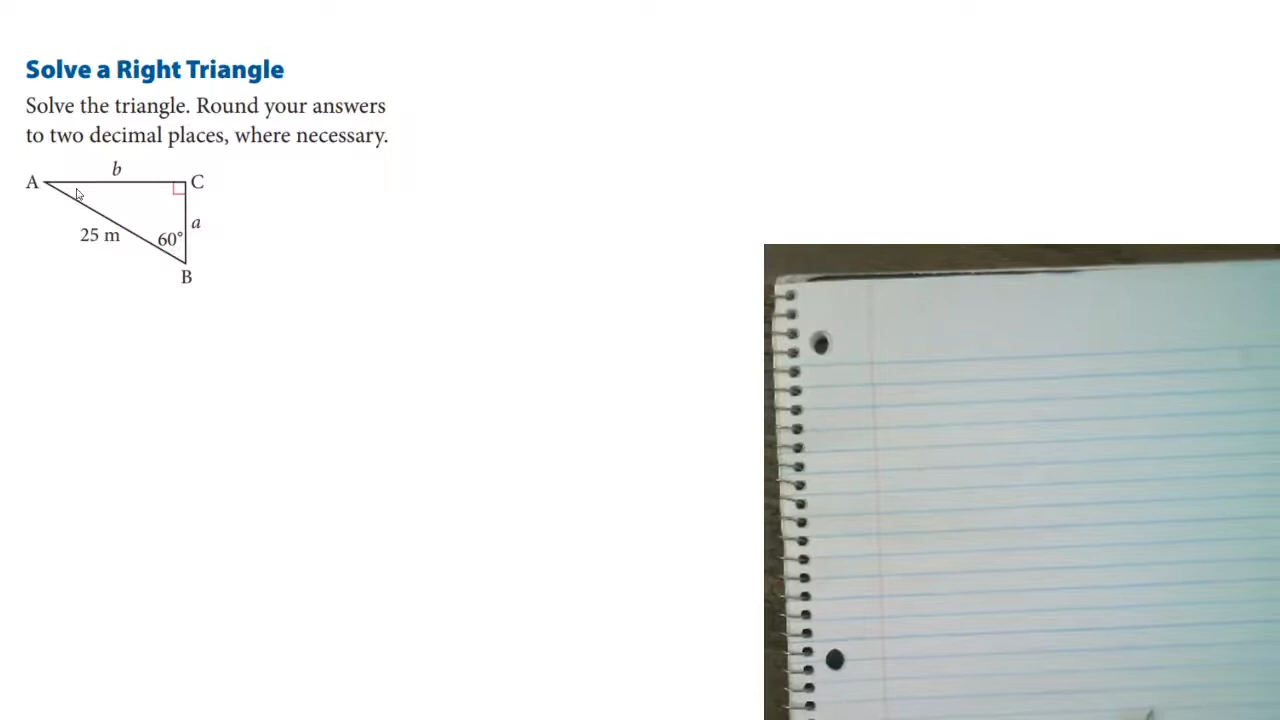 Solve a Right Triangle
Solve the triangle. Round your answers
to two decimal places, where necessary.
b
A
C
a
25 m
60°
B